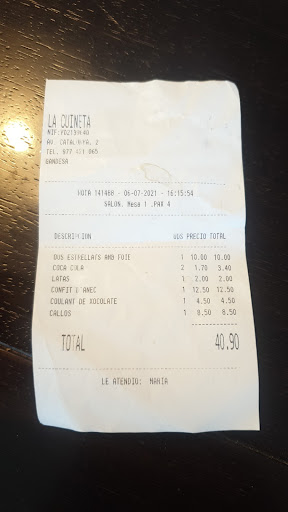 LA CUINETA
AV. CATALUNYA, 2
TEL. 977 421 065
GANDESA
NOTA 141488.- 06-07-2021 - 16:15:54
SALON, Mesa 1 .PAX 4
DESCRIPCION UDS PRECIO TOTAL
OUS ESTRELLATS AMB FOIE 1 10.00 10.00
COCA COLA 2 1.70 3.40
LATAS 1 2.00 2.00
CONFIT D'ANEC 1 12.50 12.50
COULANT DE XOCOLATE 1 4.50 4.50
CALLOS 1 8.50 8.50
TOTAL 40.90
LE ATENDIO: MARIA